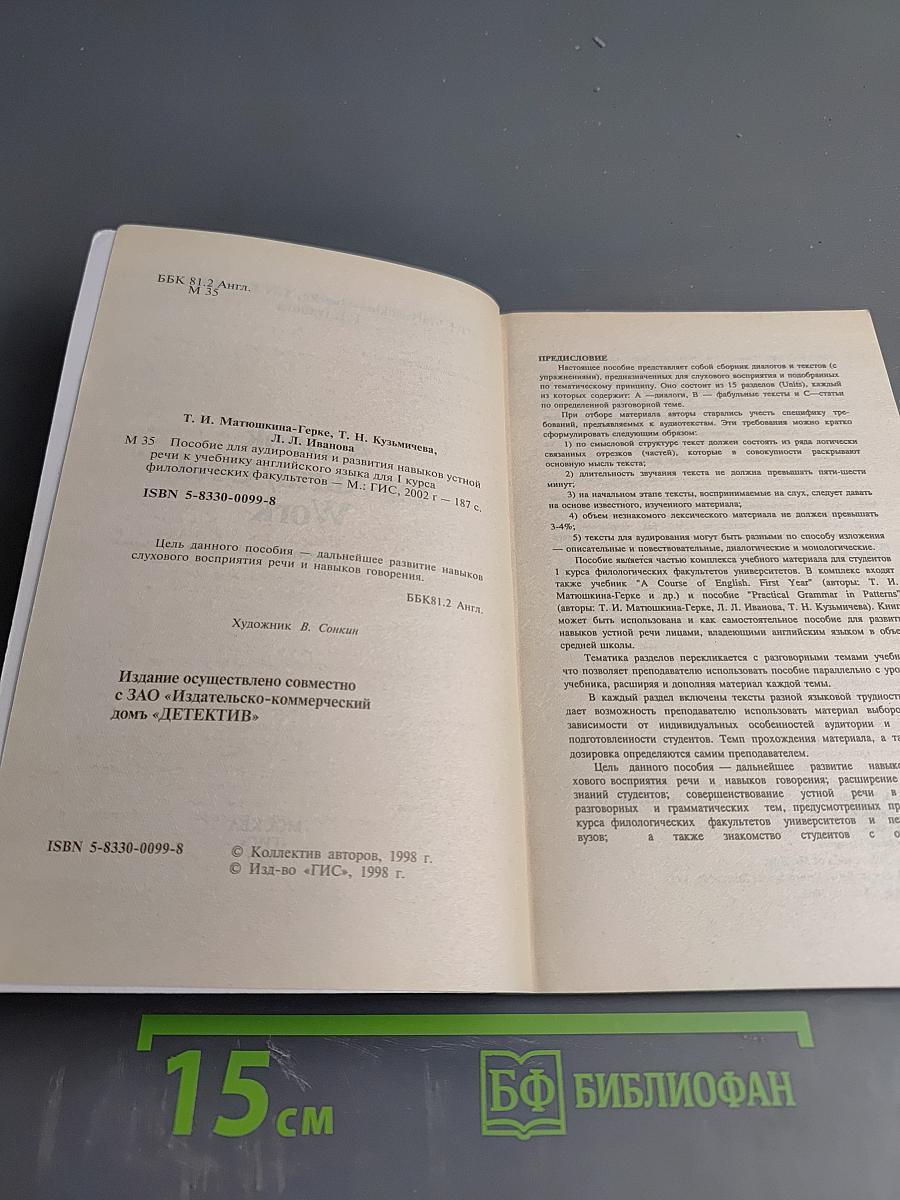 ББК 81.2 Англ.
М 35
Т. И. Матюшкина-Герке, Т. Н. Кузьмичева,
Л. Л. Иванова
М 35 Пособие для аудирования и развития навыков устной
речи к учебнику английского языка для I курса
филологических факультетов — М.: ГИС, 2002 г — 187 с.
ISBN 5-8330-0099-8
Цель данного пособия — дальнейшее развитие навыков
слухового восприятия речи и навыков говорения.
ББК81.2 Англ.
Художник В. Сонкин
Издание осуществлено совместно
с ЗАО «Издательско-коммерческий
домъ «ДЕТЕКТИВ»
ISBN 5-8330-0099-8
© Коллектив авторов, 1998 г.
© Изд-во «ГИС», 1998 г.
ПРЕДИСЛОВИЕ
Настоящее пособие представляет собой сборник диалогов и текстов (с
упражнениями), предназначенных для слухового восприятия и подобранных
по тематическому принципу. Оно состоит из 15 разделов (Units), каждый
из которых содержит: А —диалоги, В — фабульные тексты и С—статьи
по определенной разговорной теме.
При отборе материала авторы старались учесть специфику тре-
бований, предъявляемых к аудиотекстам. Эти требования можно кратко
сформулировать следующим образом:
1) по смысловой структуре текст должен состоять из ряда логически
связанных отрезков (частей), которые в совокупности раскрывают
основную мысль текста;
2) длительность звучания текста не должна превышать пяти-шести
минут;
3) на начальном этапе тексты, воспринимаемые на слух, следует давать
на основе известного, изученного материала;
4) объем незнакомого лексического материала не должен превышать
3-4%;
5) тексты для аудирования могут быть разными по способу изложения
— описательные и повествовательные, диалогические и монологические.
Пособие является частью комплекса учебного материала для студентов
1 курса филологических факультетов университетов. В комплекс входят
также учебник "A Course of English. First Year" (авторы: Т. И.
Матюшкина-Герке и др.) и пособие "Practical Grammar in Patterns"
(авторы: Т. И. Матюшкина-Герке, Л. Л. Иванова, Т. Н. Кузьмичева). Книг
может быть использована и как самостоятельное пособие для развити
навыков устной речи лицами, владеющими английским языком в объе
средней школы.
Тематика разделов перекликается с разговорными темами учебн
что позволяет преподавателю использовать пособие параллельно с уро
учебника, расширяя и дополняя материал каждой темы.
В каждый раздел включены тексты разной языковой трудност
дает возможность преподавателю использовать материал выборо
зависимости от индивидуальных особенностей аудитории и
подготовленности студентов. Темп прохождения материала, а та
дозировка определяются самим преподавателем.
Цель данного пособия — дальнейшее развитие навыко
хового восприятия речи и навыков говорения; расширение
знаний студентов; совершенствование устной речи в
разговорных и грамматических тем, предусмотренных пр
курса филологических факультетов университетов и пе
вузов; а также знакомство студентов с о
15 см
БФ БИБЛИОФАН